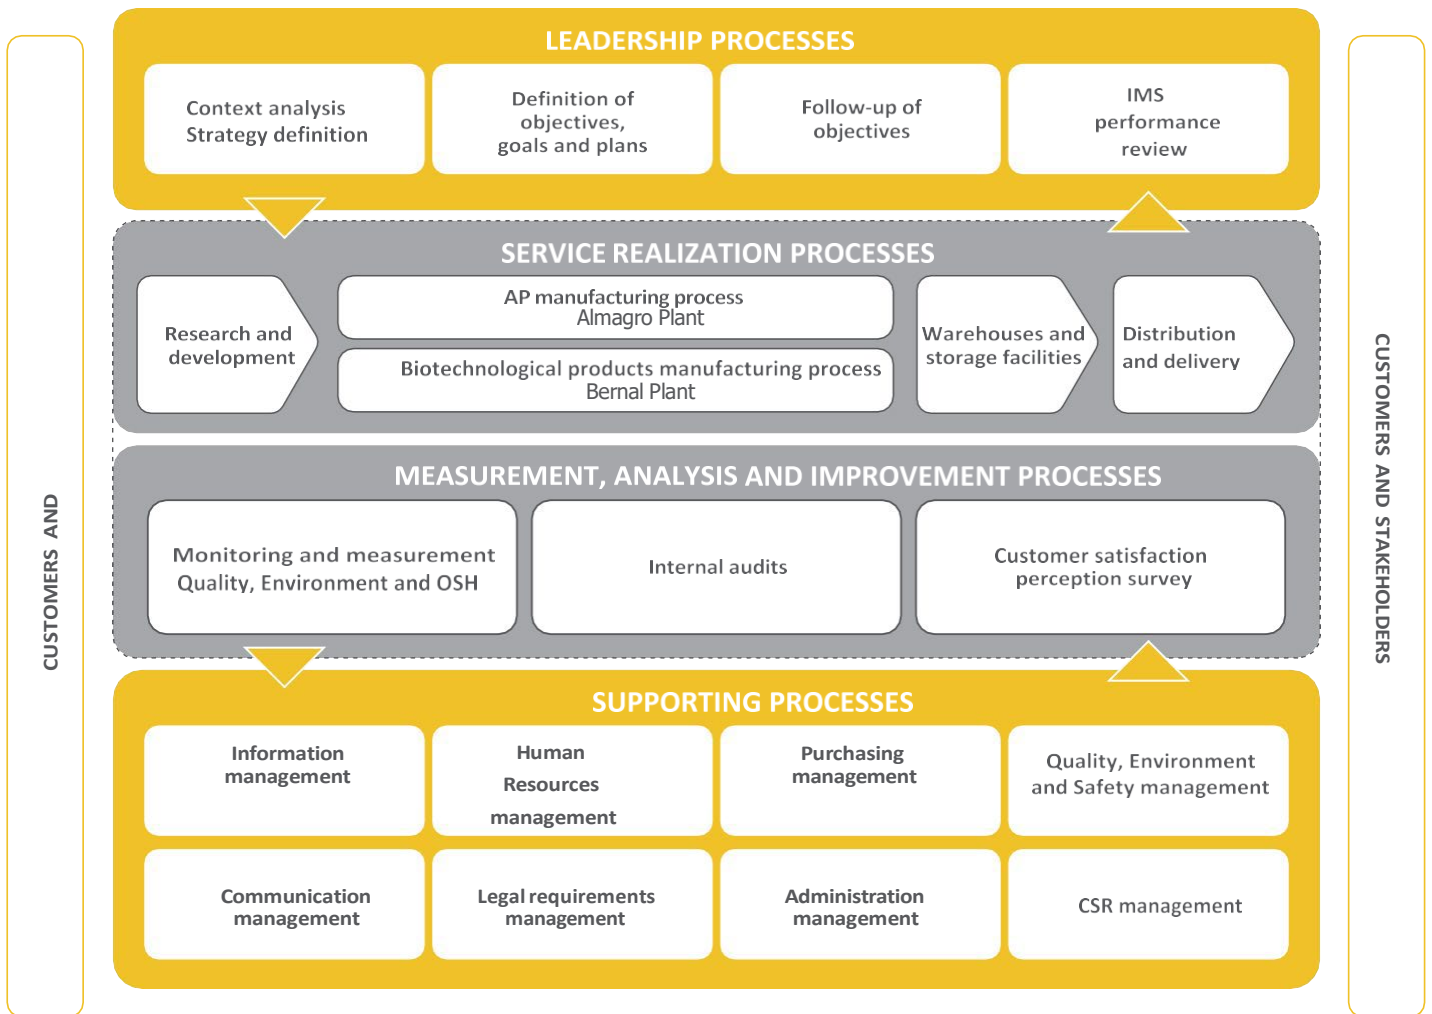 LEADERSHIP PROCESSES
Context analysis
Strategy definition
Definition of
objectives,
goals and plans
Follow-up of
objectives
IMS
performance
review
SERVICE REALIZATION PROCESSES
Research and
development
AP manufacturing process
Almagro Plant
Biotechnological products manufacturing process
Bernal Plant
Warehouses and
storage facilities
Distribution
and delivery
MEASUREMENT, ANALYSIS AND IMPROVEMENT PROCESSES
Monitoring and measurement
Quality, Environment and OSH
Internal audits
Customer satisfaction
perception survey
SUPPORTING PROCESSES
Information
management
Human
Resources
management
Purchasing
management
Quality, Environment
and Safety management
Communication
management
Legal requirements
management
Administration
management
CSR management
CUSTOMERS AND
CUSTOMERS AND STAKEHOLDERS